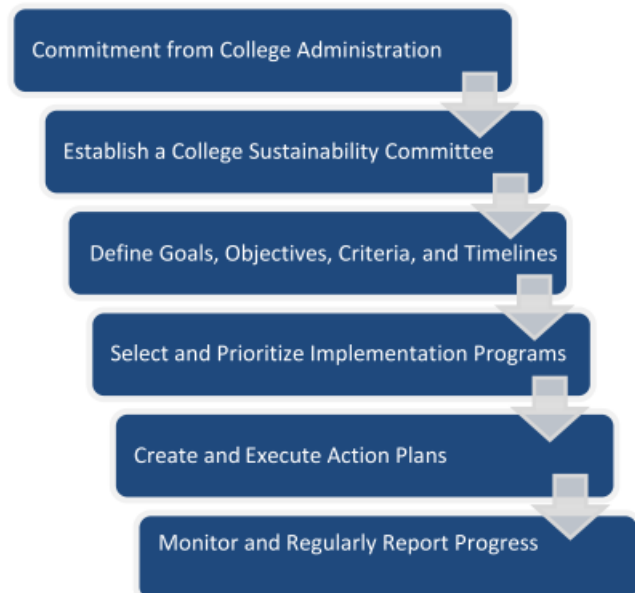 Commitment from College Administration
Establish a College Sustainability Committee
Define Goals, Objectives, Criteria, and Timelines
Select and Prioritize Implementation Programs
Create and Execute Action Plans
Monitor and Regularly Report Progress